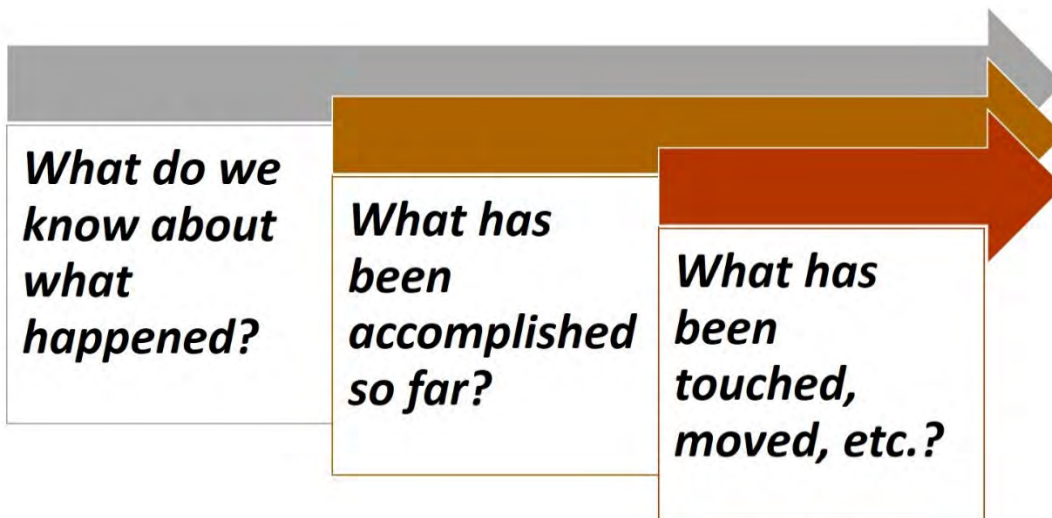 What do we
know about
what
happened?
What has
been
accomplished
so far?
What has
been
touched,
moved, etc.?